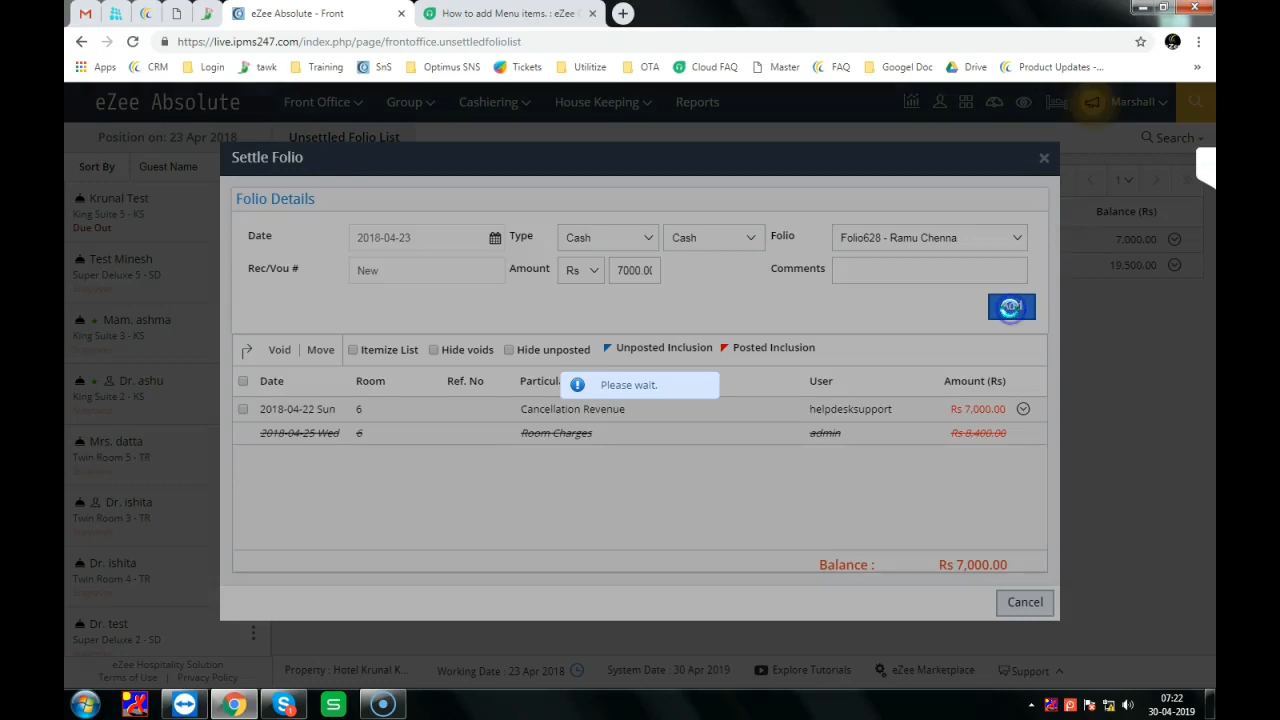 eZee Absolute - Front
How to add Menu items. : eZee
https://live.ipms247.com/index.php/page/frontoffice.unsettledfoliolist
Apps CRM Login tawk Training SnS Optimus SNS Tickets Utilitize OTA Cloud FAQ Master FAQ Googel Doc Drive Product Updates -... »
eZee Absolute Front Office Group Cashiering House Keeping Reports Marshall
Position on: 23 Apr 2018 Unsettled Folio List Search
Sort By Guest Name
Settle Folio
Folio Details
Date 2018-04-23 Type Cash Cash Folio Folio628 - Ramu Chenna
Rec/Vou # New Amount Rs 7000.00 Comments
Void Move Itemize List Hide voids Hide unposted Unposted Inclusion Posted Inclusion
Date Room Ref. No Particul User Amount (Rs)
Please wait.
2018-04-22 Sun 6 Cancellation Revenue helpdesksupport Rs 7,000.00
2018-04-25 Wed 6 Room Charges admin Rs 8,400.00
Balance : Rs 7,000.00
Cancel
1
Balance (Rs)
7,000.00
19,500.00
Krunal Test
King Suite 5 - KS
Due Out
Test Minesh
Super Deluxe 5 - SD
Mam. ashma
King Suite 3 - KS
Dr. ashu
King Suite 2 - KS
Mrs. datta
Twin Room 5 - TR
Dr. ishita
Twin Room 3 - TR
Dr. ishita
Twin Room 4 - TR
Dr. test
Super Deluxe 2 - SD
eZee Hospitality Solution
Terms of Use | Privacy Policy
Property : Hotel Krunal K... Working Date : 23 Apr 2018 System Date : 30 Apr 2019 Explore Tutorials eZee Marketplace Support
07:22
30-04-2019